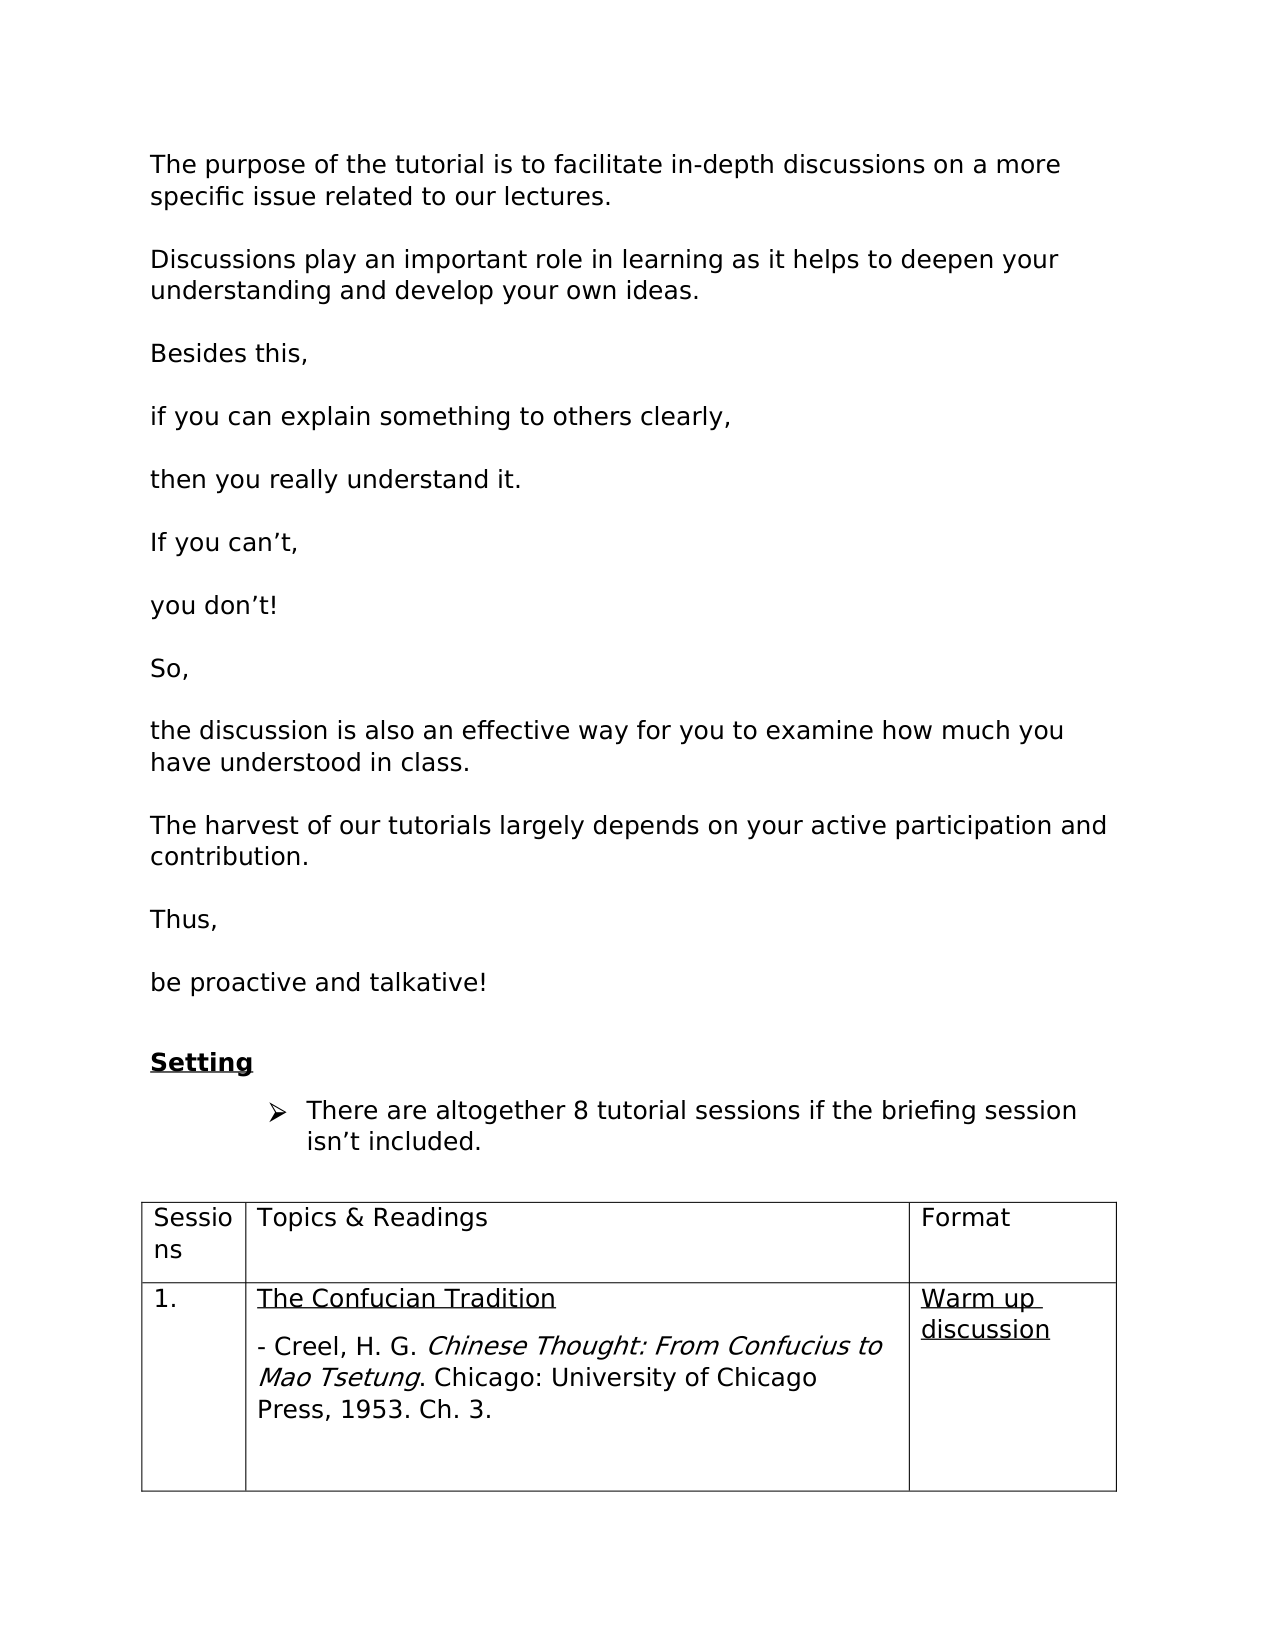 The purpose of the tutorial is to facilitate in-depth discussions on a more
specific issue related to our lectures.
Discussions play an important role in learning as it helps to deepen your
understanding and develop your own ideas.
Besides this,
if you can explain something to others clearly,
then you really understand it.
If you can’t,
you don’t!
So,
the discussion is also an effective way for you to examine how much you
have understood in class.
The harvest of our tutorials largely depends on your active participation and
contribution.
Thus,
be proactive and talkative!
Setting
➢ There are altogether 8 tutorial sessions if the briefing session
isn’t included.
Sessio
ns
Topics & Readings
Format
1.
The Confucian Tradition
- Creel, H. G. Chinese Thought: From Confucius to
Mao Tsetung. Chicago: University of Chicago
Press, 1953. Ch. 3.
Warm up
discussion